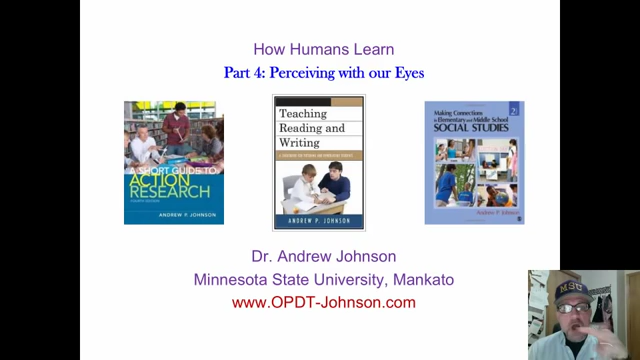 How Humans Learn
Part 4: Perceiving with our Eyes
A SHORT GUIDE TO
ACTION
RESEARCH
ANDREW P. JOHNSON
Teaching
Reading and
Writing
ANDREW P. JOHNSON
Making Connections
in Elementary and Middle School
SOCIAL STUDIES
2
Andrew P. Johnson
Dr. Andrew Johnson
Minnesota State University, Mankato
www.OPDT-Johnson.com
MSU